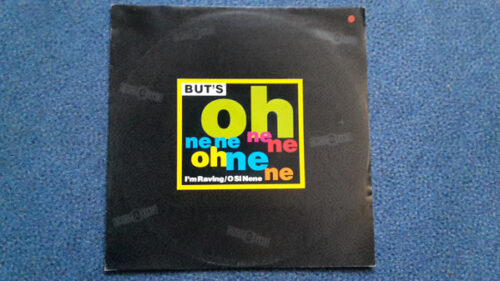 BUT'S
oh
ne ne ne ne
oh ne ne
I'm Raving/O Si Nene